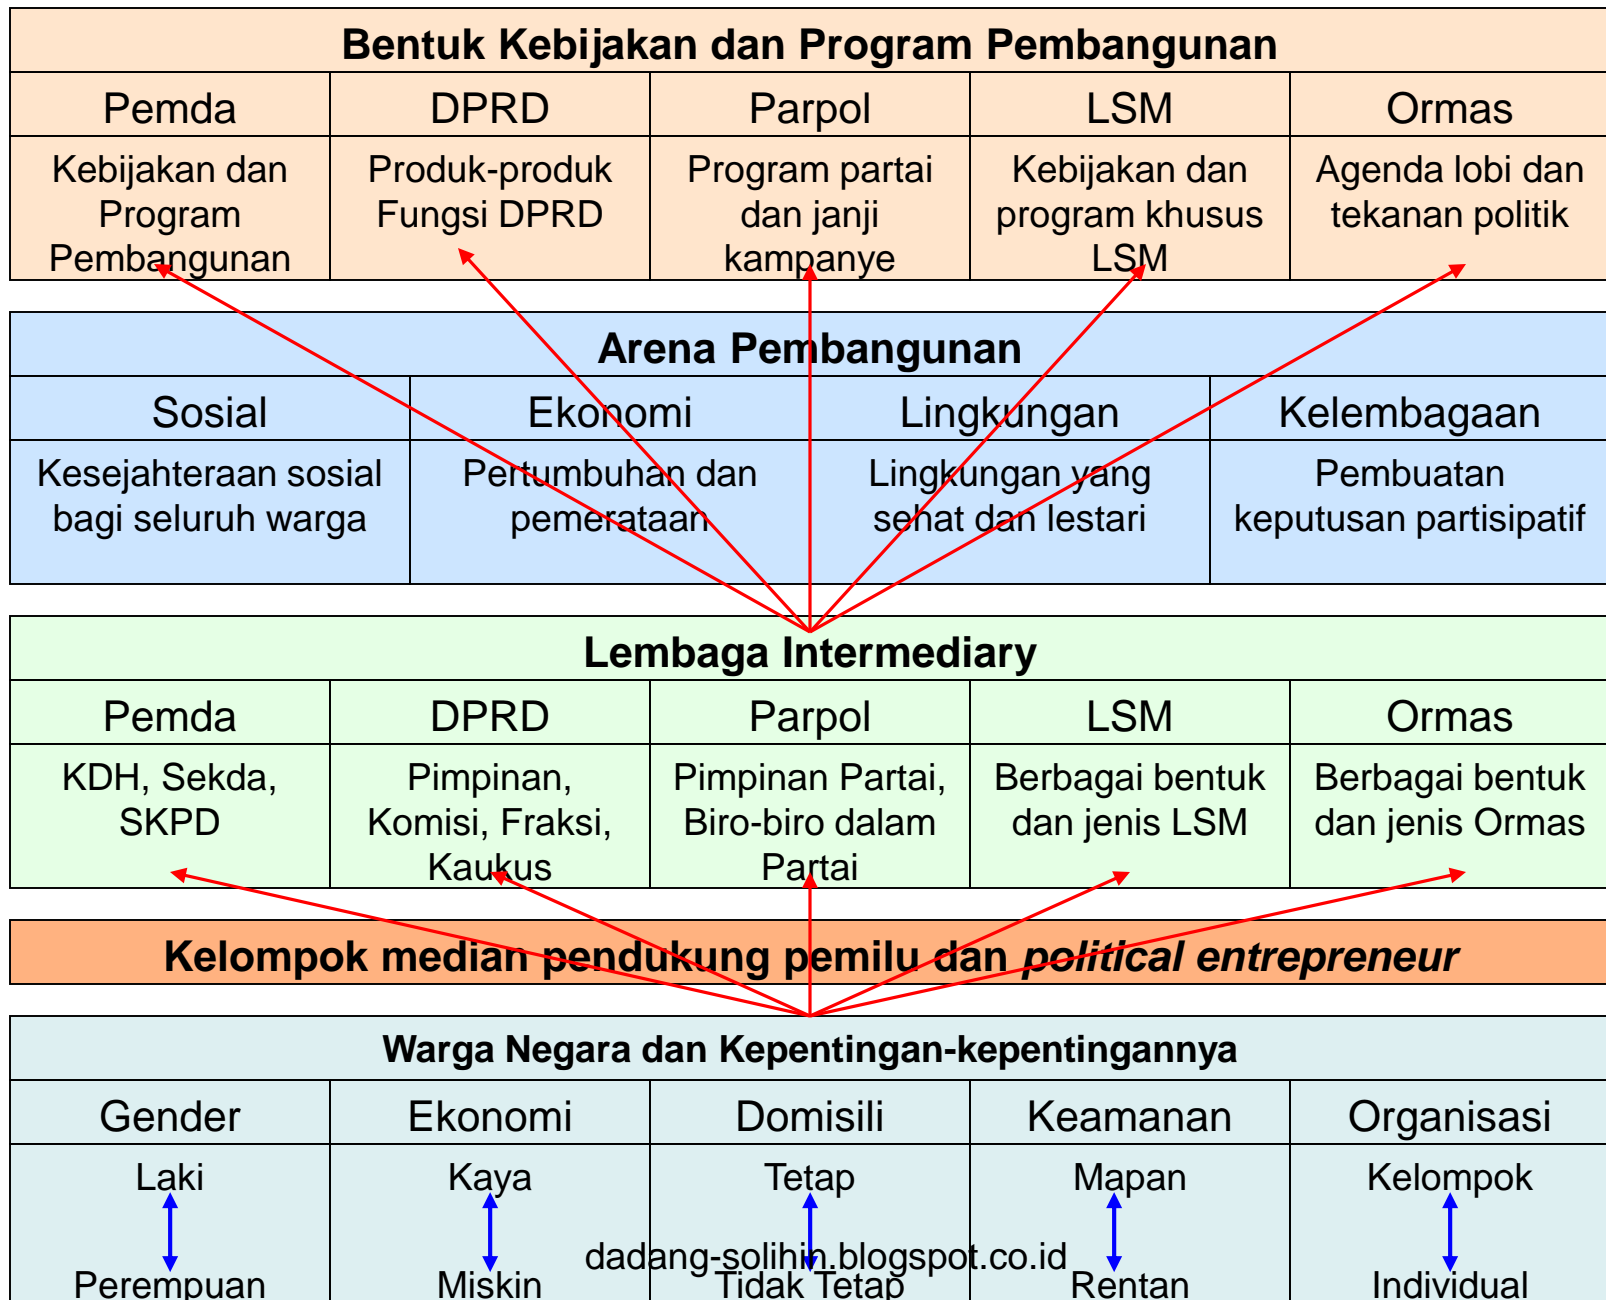 Bentuk Kebijakan dan Program Pembangunan
Pemda
DPRD
Parpol
LSM
Ormas
Kebijakan dan
Program
Pembangunan
Produk-produk
Fungsi DPRD
Program partai
dan janji
kampanye
Kebijakan dan
program khusus
LSM
Agenda lobi dan
tekanan politik
Arena Pembangunan
Sosial
Ekonomi
Lingkungan
Kelembagaan
Kesejahteraan sosial
bagi seluruh warga
Pertumbuhan dan
pemerataan
Lingkungan yang
sehat dan lestari
Pembuatan
keputusan partisipatif
Lembaga Intermediary
Pemda
DPRD
Parpol
LSM
Ormas
KDH, Sekda,
SKPD
Pimpinan,
Komisi, Fraksi,
Kaukus
Pimpinan Partai,
Biro-biro dalam
Partai
Berbagai bentuk
dan jenis LSM
Berbagai bentuk
dan jenis Ormas
Kelompok median pendukung pemilu dan political entrepreneur
Warga Negara dan Kepentingan-kepentingannya
Gender
Ekonomi
Domisili
Keamanan
Organisasi
Laki
Kaya
Tetap
Mapan
Kelompok
dadang-solihin.blogspot.co.id
Perempuan
Miskin
Tidak Tetap
Rentan
Individual